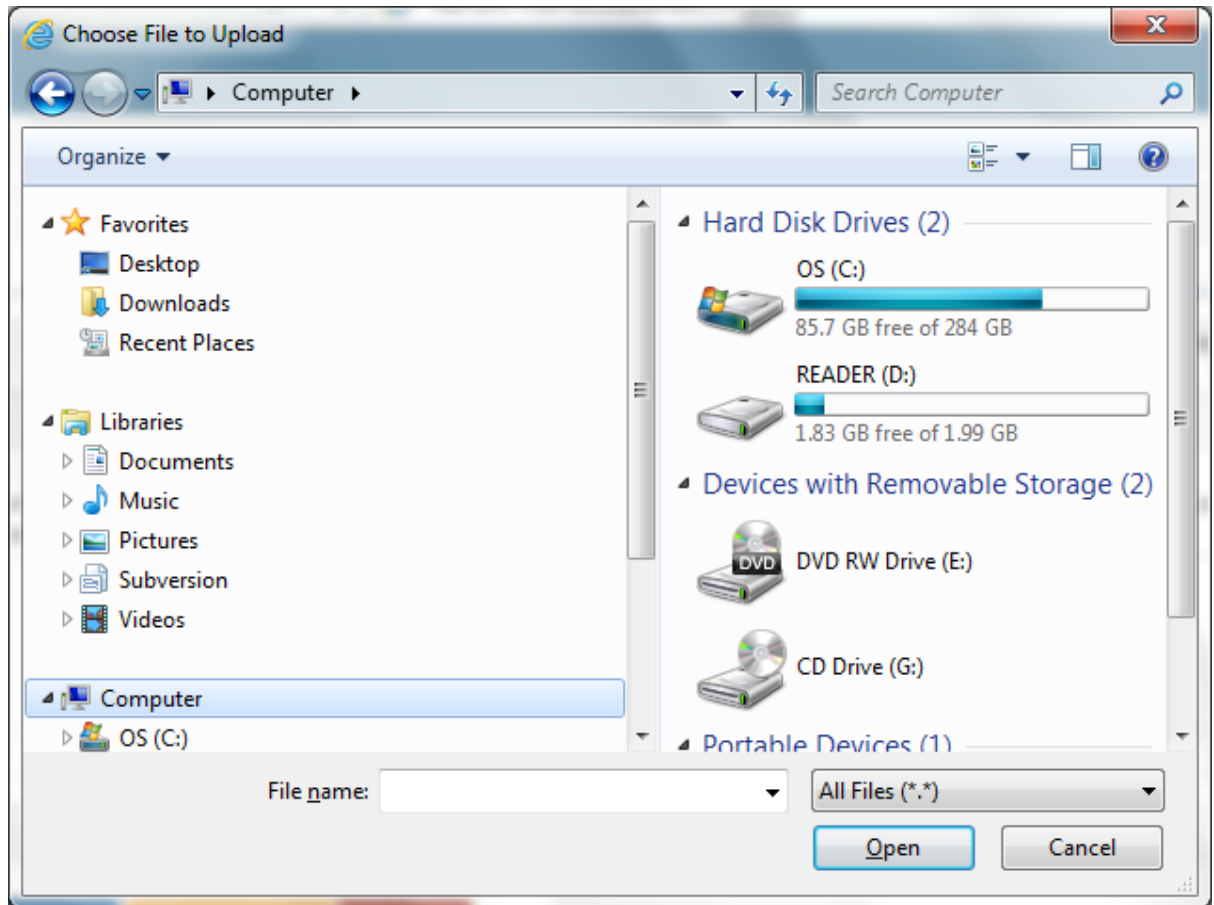 Choose File to Upload
Computer
Search Computer
Organize
Favorites
Desktop
Downloads
Recent Places
Libraries
Documents
Music
Pictures
Subversion
Videos
Computer
OS (C:)
Hard Disk Drives (2)
OS (C:)
85.7 GB free of 284 GB
READER (D:)
1.83 GB free of 1.99 GB
Devices with Removable Storage (2)
DVD
DVD RW Drive (E:)
CD Drive (G:)
Portable Devices (1)
File name:
All Files (*.*)
Open
Cancel